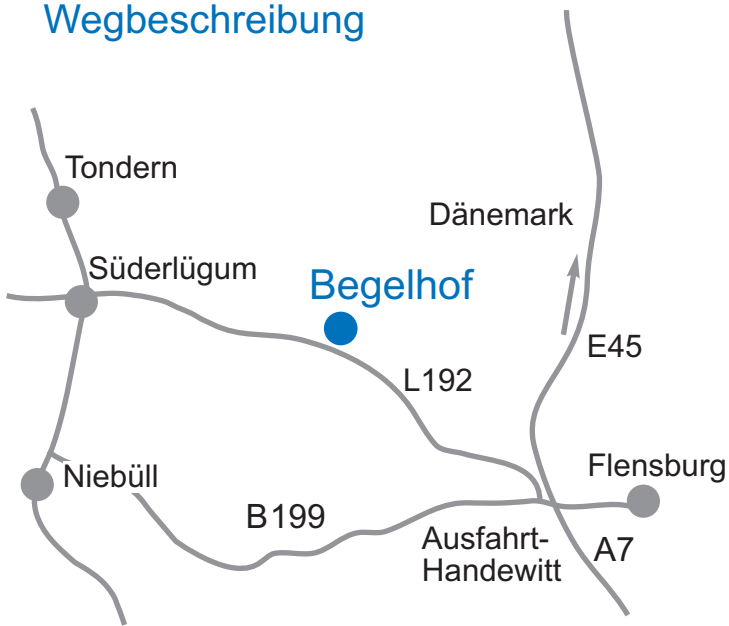 Wegbeschreibung
Tondern
Dänemark
Süderlügum
Begelhof
E45
L192
Flensburg
Niebüll
B199
Ausfahrt-
Handewitt
A7